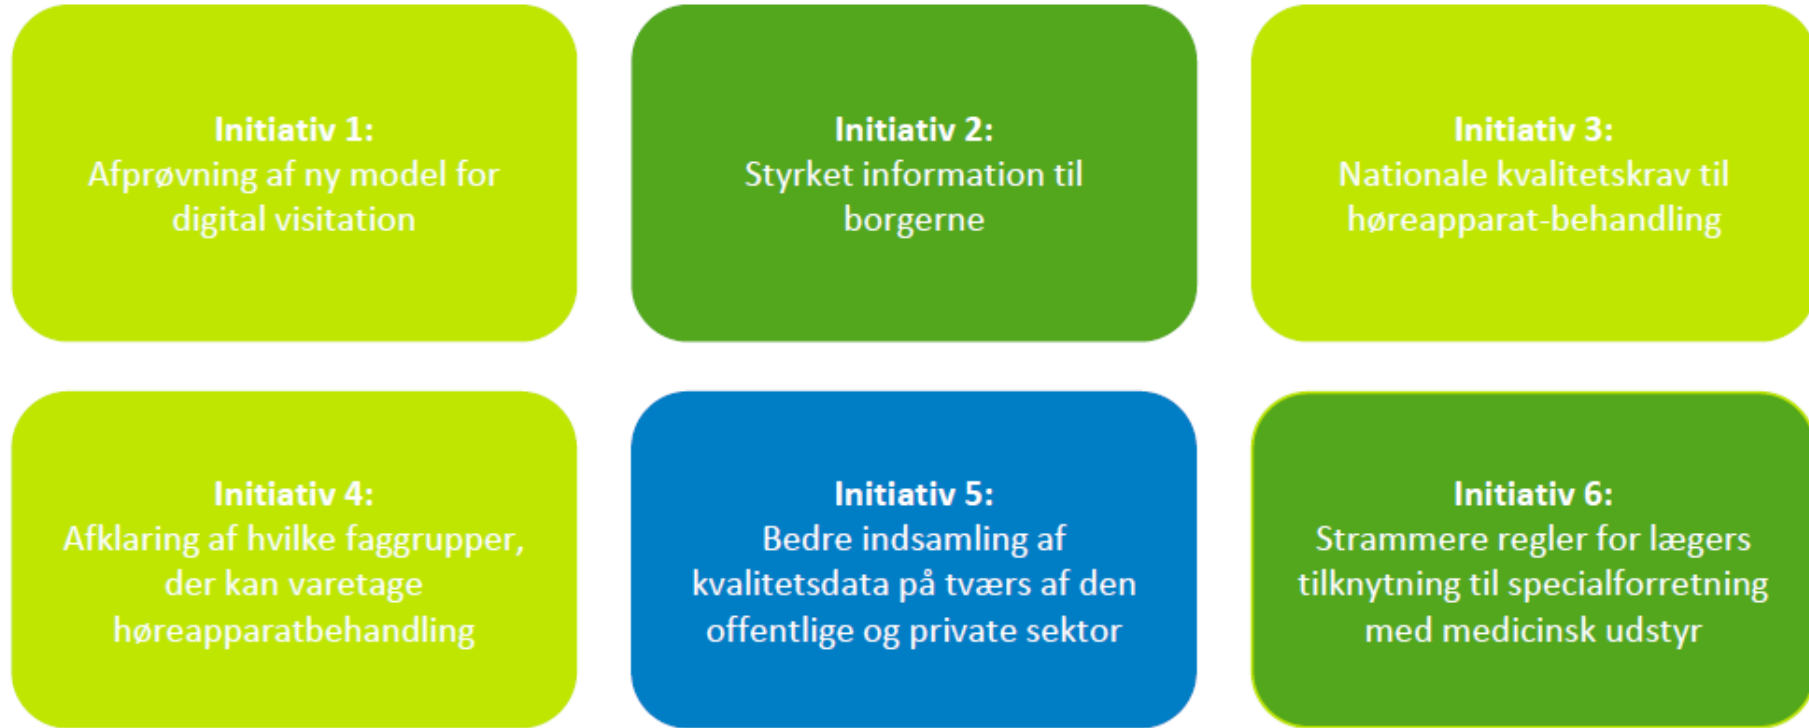 Initiativ 1:
Afprøvning af ny model for
digital visitation
Initiativ 2:
Styrket information til
borgerne
Initiativ 3:
Nationale kvalitetskrav til
høreapparat-behandling
Initiativ 4:
Afklaring af hvilke faggrupper,
der kan varetage
høreapparatbehandling
Initiativ 5:
Bedre indsamling af
kvalitetsdata på tværs af den
offentlige og private sektor
Initiativ 6:
Strammere regler for lægers
tilknytning til specialforretning
med medicinsk udstyr